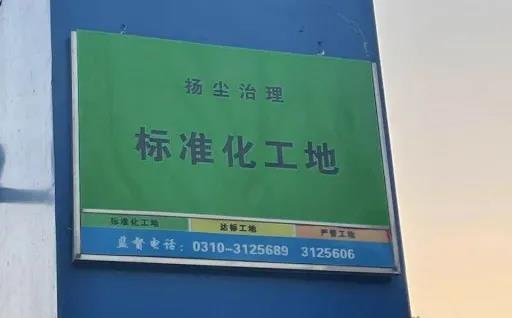 扬尘治理
标准化工地
标准化工地 达标工地 严管工地
监督电话：0310-3125689 3125606